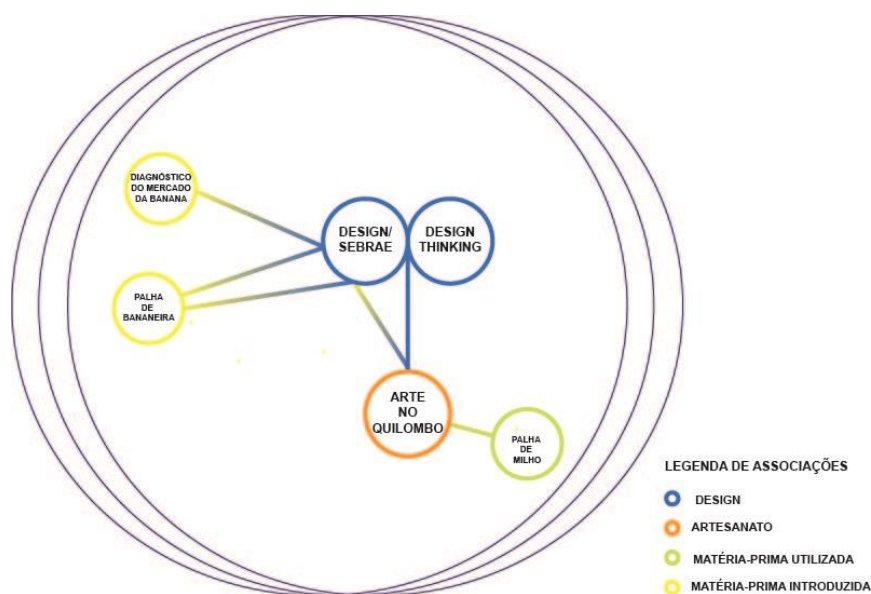 DIAGNÓSTICO
DO MERCADO
DA BANANA
DESIGN/
SEBRAE
DESIGN
THINKING
PALHA
DE
BANANEIRA
ARTE
NO
QUILOMBO
PALHA
DE
MILHO
LEGENDA DE ASSOCIAÇÕES
DESIGN
ARTESANATO
MATÉRIA-PRIMA UTILIZADA
MATÉRIA-PRIMA INTRODUZIDA